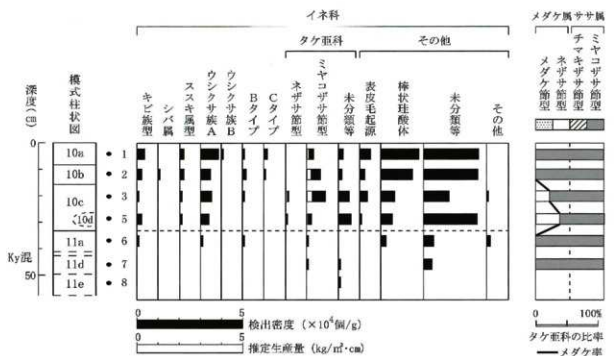 イネ科
タケ亜科
その他
深度(cm)
模式柱状図
キビ族型
シバ属
ススキ属型
ウシクサ族A
ウシクサ族B
Bタイプ
Cタイプ
ネザサ節型
ミヤコザサ節型
未分類等
表皮毛起源
棒状珪酸体
未分類等
その他
メダケ属
ササ属
メダケ節型
ネザサ節型
チマキザサ節型
ミヤコザサ節型
0
10a
1
10b
2
10c
3
10d
5
11a
6
Ky混
11d
7
50
11e
8
0
5
検出密度 (×10⁴個/g)
0
5
推定生産量 (kg/m²·cm)
0
100%
タケ亜科の比率
メダケ率